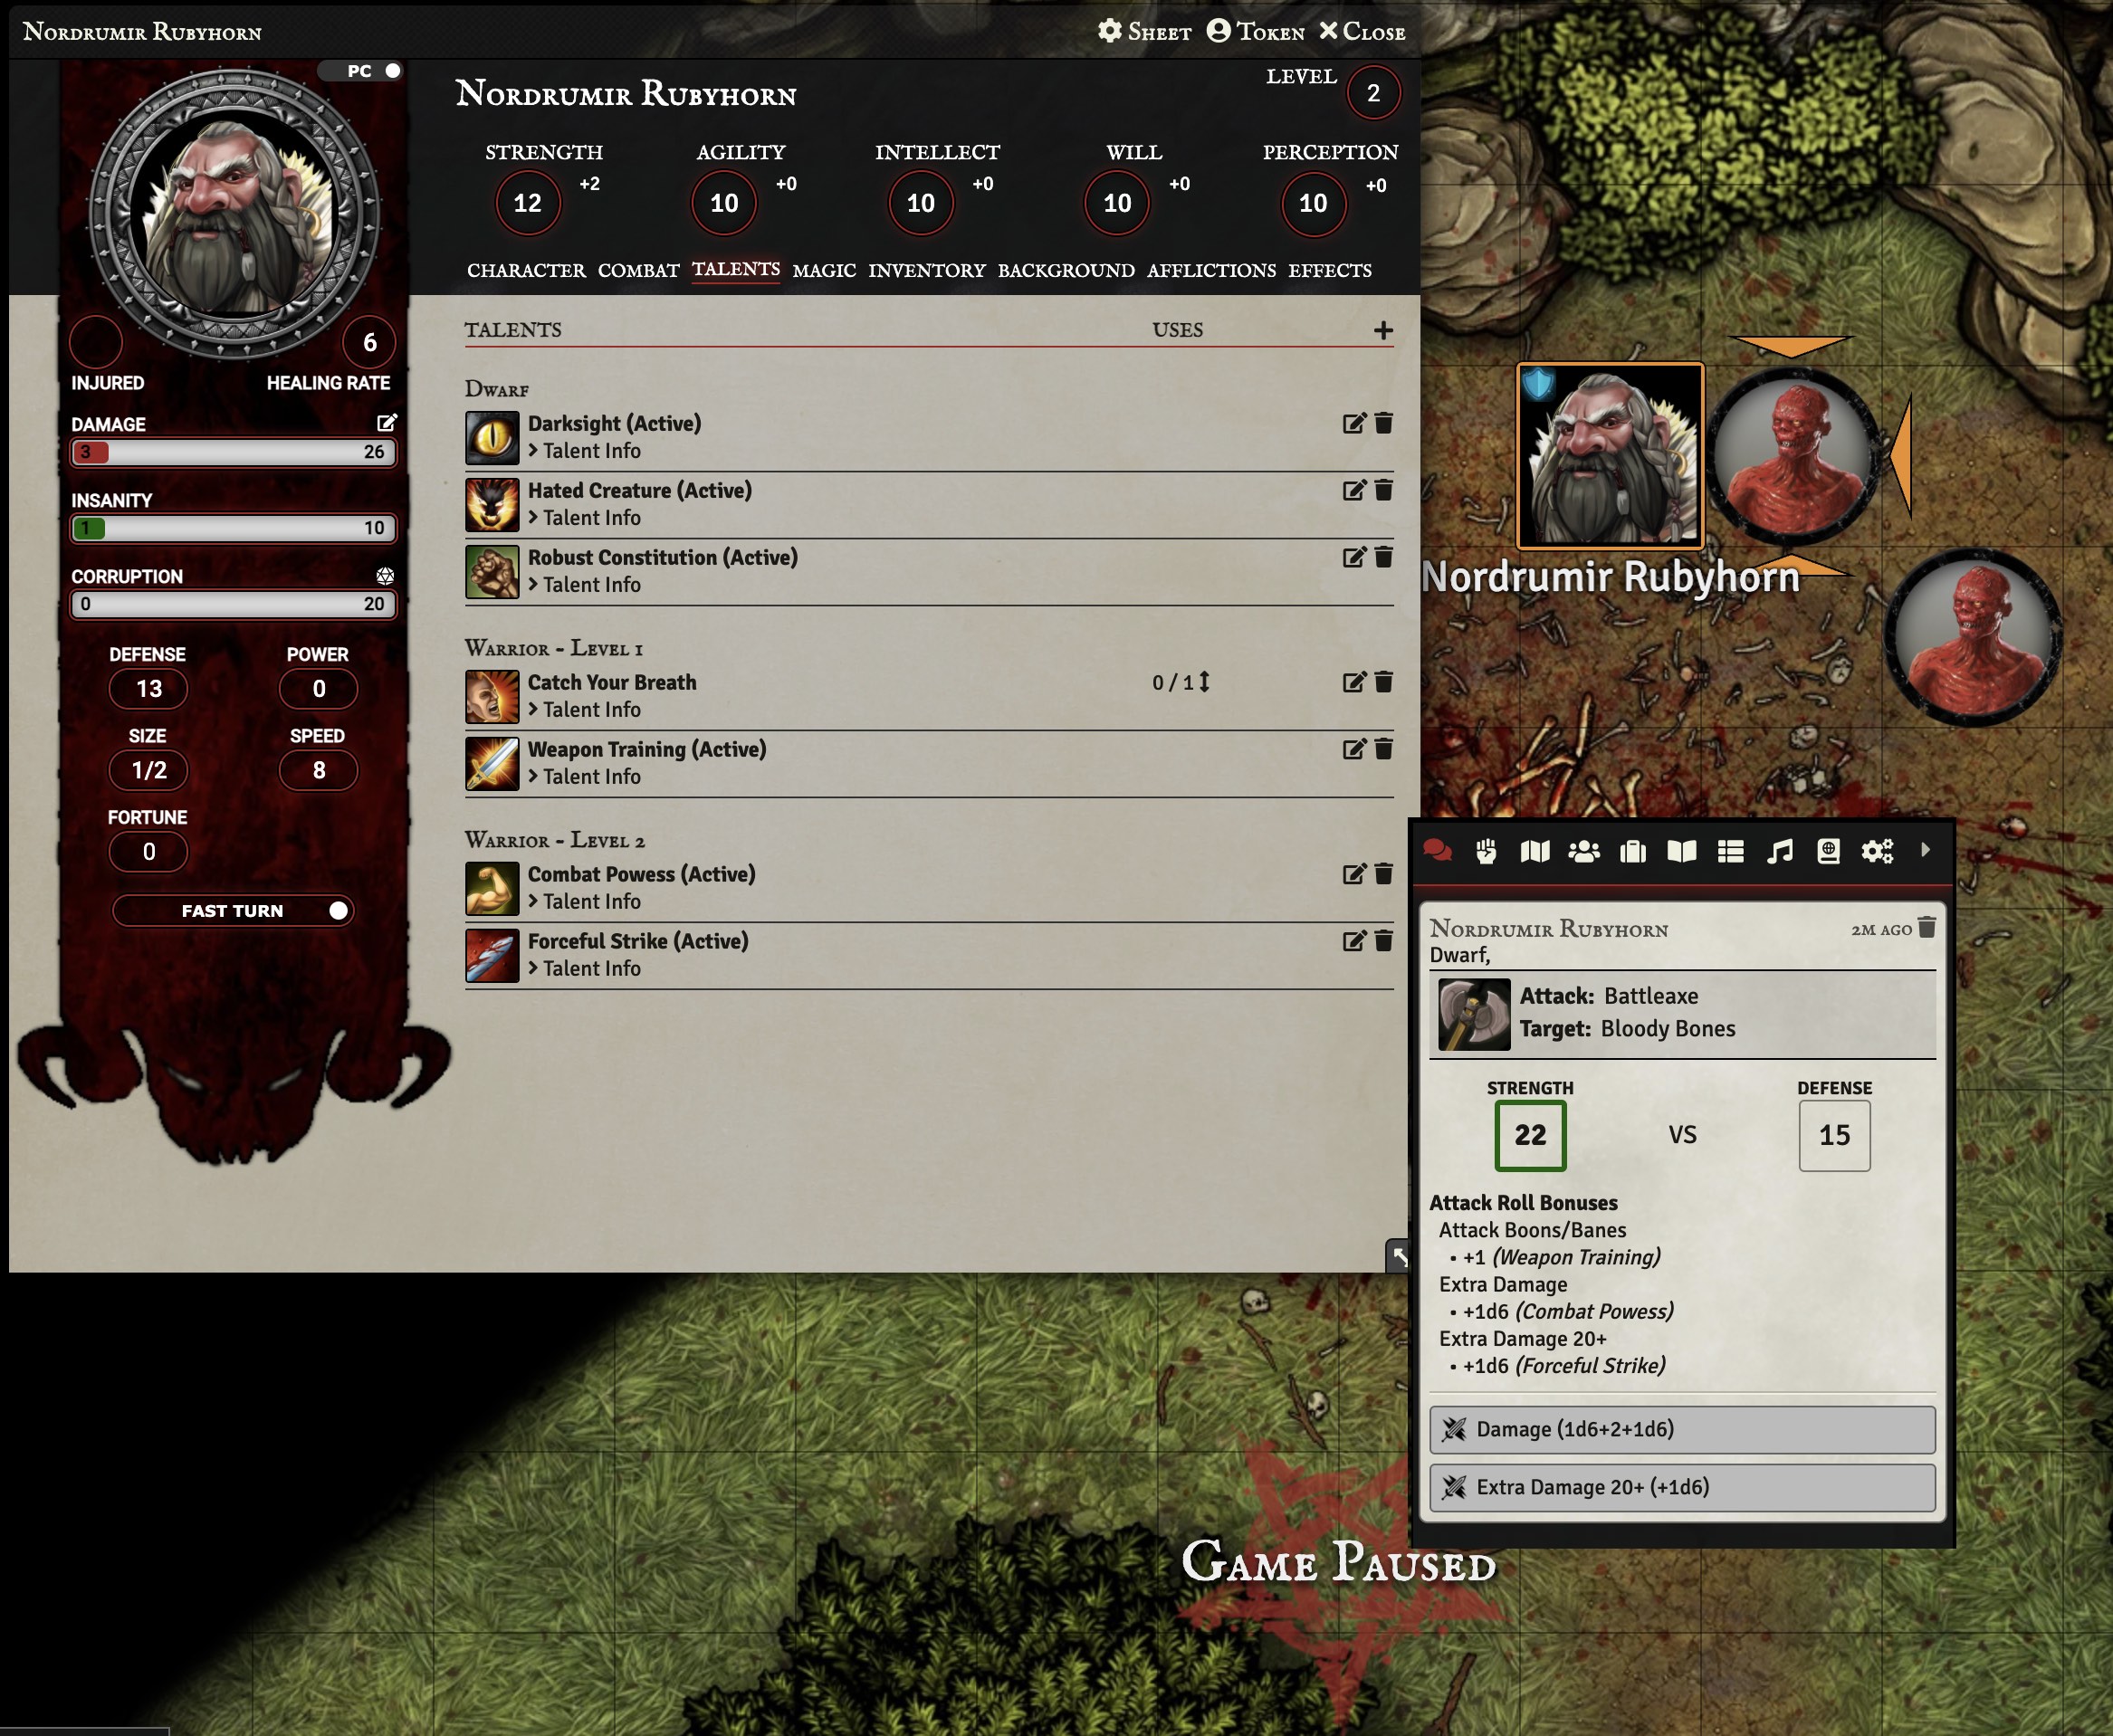 Nordrumir Rubyhorn
Sheet Token Close
PC
Nordrumir Rubyhorn
LEVEL 2
STRENGTH AGILITY INTELLECT WILL PERCEPTION
12 +2 10 +0 10 +0 10 +0 10 +0
CHARACTER COMBAT TALENTS MAGIC INVENTORY BACKGROUND AFFLICTIONS EFFECTS
6
INJURED HEALING RATE
DAMAGE
3 26
INSANITY
1 10
CORRUPTION
0 20
DEFENSE POWER
13 0
SIZE SPEED
1/2 8
FORTUNE
0
FAST TURN
TALENTS USES
Dwarf
Darksight (Active)
Talent Info
Hated Creature (Active)
Talent Info
Robust Constitution (Active)
Talent Info
Warrior - Level 1
Catch Your Breath 0 / 1
Talent Info
Weapon Training (Active)
Talent Info
Warrior - Level 2
Combat Powess (Active)
Talent Info
Forceful Strike (Active)
Talent Info
Nordrumir Rubyhorn
Nordrumir Rubyhorn 2m ago
Dwarf,
Attack: Battleaxe
Target: Bloody Bones
STRENGTH DEFENSE
22 VS 15
Attack Roll Bonuses
Attack Boons/Banes
• +1 (Weapon Training)
Extra Damage
• +1d6 (Combat Powess)
Extra Damage 20+
• +1d6 (Forceful Strike)
Damage (1d6+2+1d6)
Extra Damage 20+ (+1d6)
Game Paused